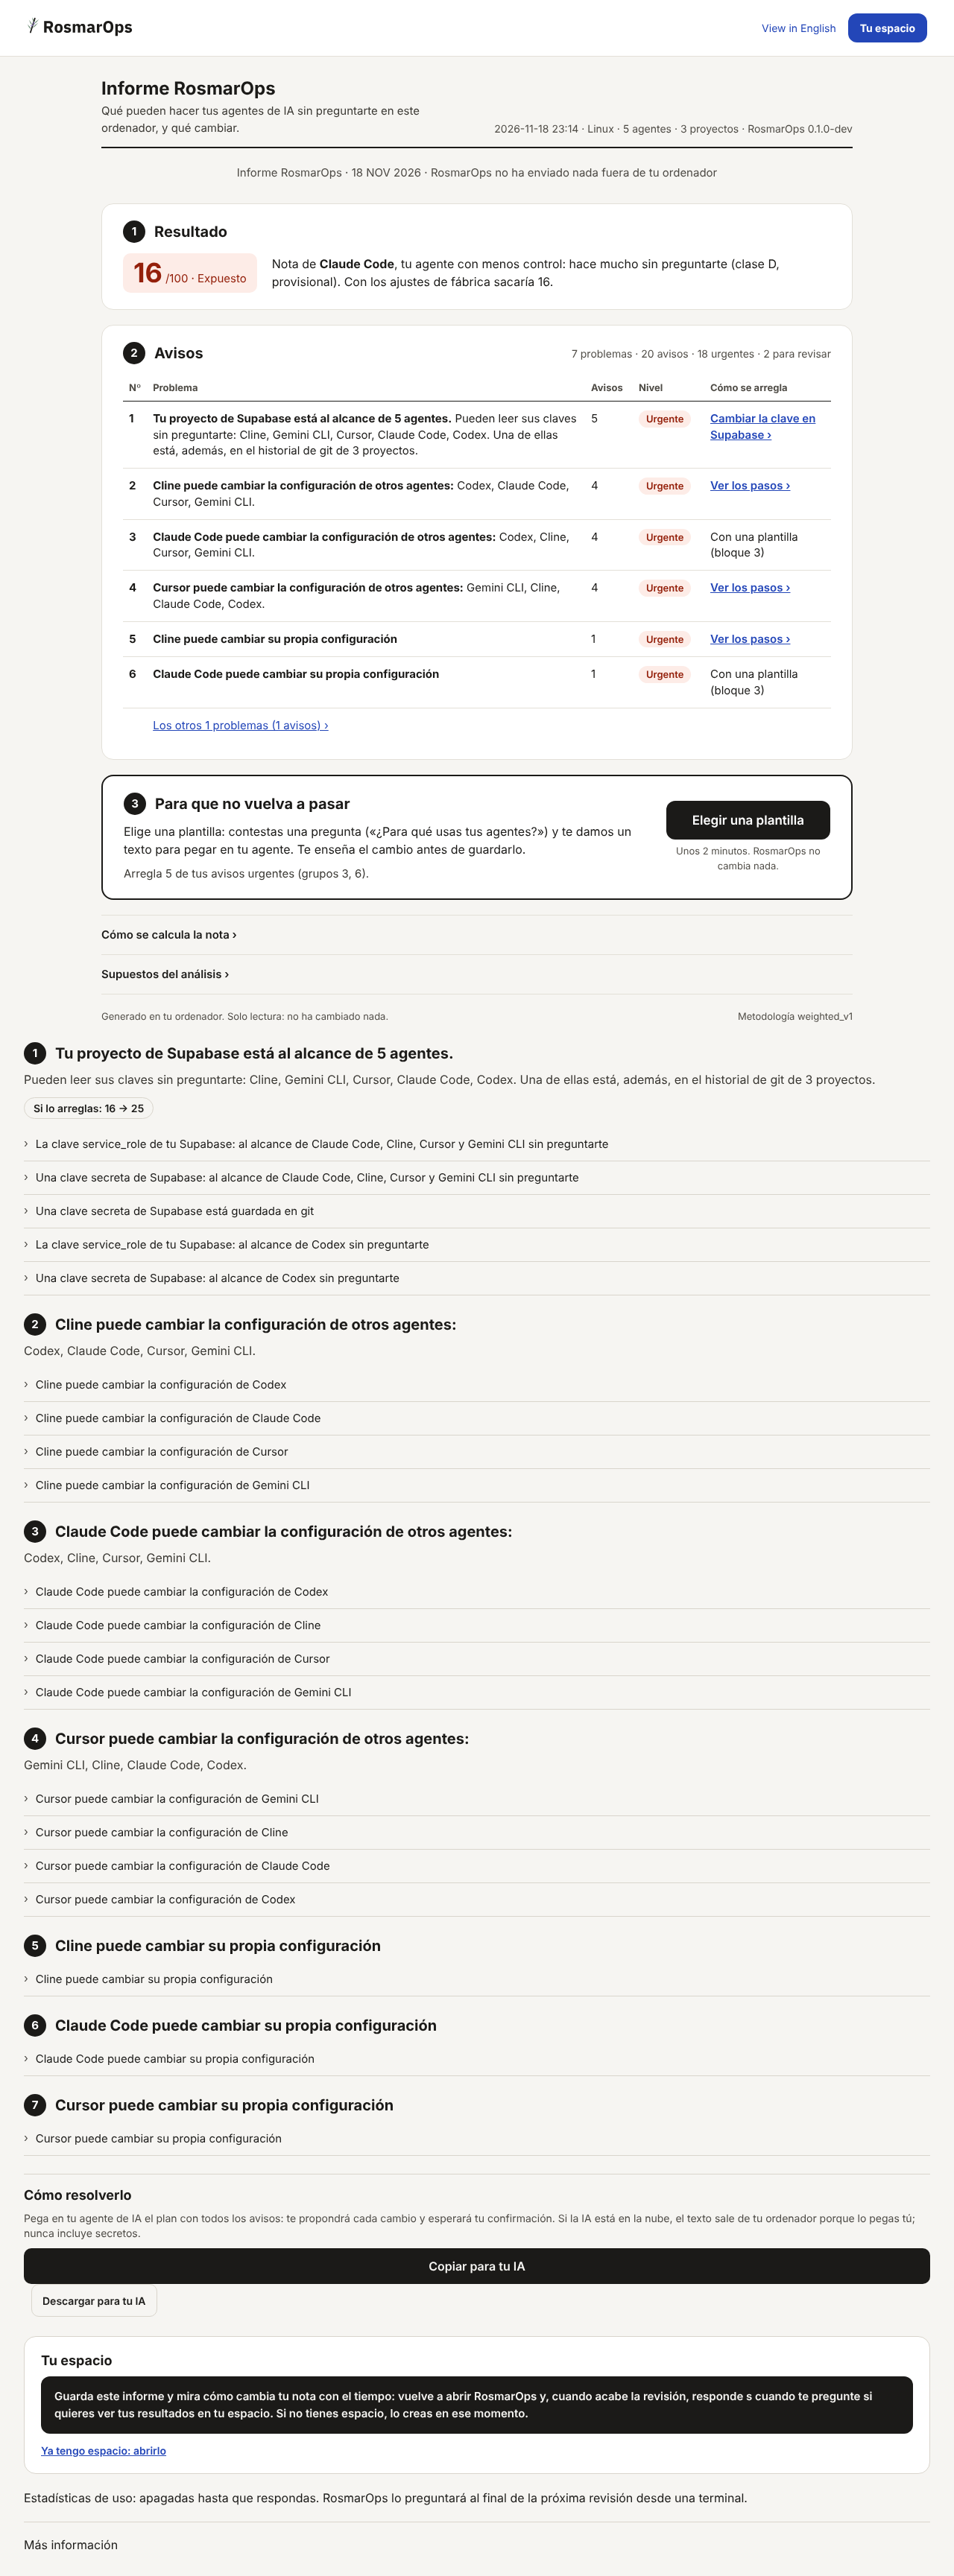 RosmarOps
View in English
Tu espacio
Informe RosmarOps
Qué pueden hacer tus agentes de IA sin preguntarte en este
ordenador, y qué cambiar.
2026-11-18 23:14 · Linux · 5 agentes · 3 proyectos · RosmarOps 0.1.0-dev
Informe RosmarOps · 18 NOV 2026 · RosmarOps no ha enviado nada fuera de tu ordenador
1 Resultado
16 /100 · Expuesto
Nota de Claude Code, tu agente con menos control: hace mucho sin preguntarte (clase D,
provisional). Con los ajustes de fábrica sacaría 16.
2 Avisos
7 problemas · 20 avisos · 18 urgentes · 2 para revisar
Nº Problema Avisos Nivel Cómo se arregla
1 Tu proyecto de Supabase está al alcance de 5 agentes. Pueden leer sus claves 5 Urgente Cambiar la clave en
sin preguntarte: Cline, Gemini CLI, Cursor, Claude Code, Codex. Una de ellas Supabase ›
está, además, en el historial de git de 3 proyectos.
2 Cline puede cambiar la configuración de otros agentes: Codex, Claude Code, 4 Urgente Ver los pasos ›
Cursor, Gemini CLI.
3 Claude Code puede cambiar la configuración de otros agentes: Codex, Cline, 4 Urgente Con una plantilla
Cursor, Gemini CLI. (bloque 3)
4 Cursor puede cambiar la configuración de otros agentes: Gemini CLI, Cline, 4 Urgente Ver los pasos ›
Claude Code, Codex.
5 Cline puede cambiar su propia configuración 1 Urgente Ver los pasos ›
6 Claude Code puede cambiar su propia configuración 1 Urgente Con una plantilla
(bloque 3)
Los otros 1 problemas (1 avisos) ›
3 Para que no vuelva a pasar
Elige una plantilla: contestas una pregunta («¿Para qué usas tus agentes?») y te damos un
texto para pegar en tu agente. Te enseña el cambio antes de guardarlo.
Arregla 5 de tus avisos urgentes (grupos 3, 6).
Elegir una plantilla
Unos 2 minutos. RosmarOps no
cambia nada.
Cómo se calcula la nota ›
Supuestos del análisis ›
Generado en tu ordenador. Solo lectura: no ha cambiado nada.
Metodología weighted_v1
1 Tu proyecto de Supabase está al alcance de 5 agentes.
Pueden leer sus claves sin preguntarte: Cline, Gemini CLI, Cursor, Claude Code, Codex. Una de ellas está, además, en el historial de git de 3 proyectos.
Si lo arreglas: 16 → 25
› La clave service_role de tu Supabase: al alcance de Claude Code, Cline, Cursor y Gemini CLI sin preguntarte
› Una clave secreta de Supabase: al alcance de Claude Code, Cline, Cursor y Gemini CLI sin preguntarte
› Una clave secreta de Supabase está guardada en git
› La clave service_role de tu Supabase: al alcance de Codex sin preguntarte
› Una clave secreta de Supabase: al alcance de Codex sin preguntarte
2 Cline puede cambiar la configuración de otros agentes:
Codex, Claude Code, Cursor, Gemini CLI.
› Cline puede cambiar la configuración de Codex
› Cline puede cambiar la configuración de Claude Code
› Cline puede cambiar la configuración de Cursor
› Cline puede cambiar la configuración de Gemini CLI
3 Claude Code puede cambiar la configuración de otros agentes:
Codex, Cline, Cursor, Gemini CLI.
› Claude Code puede cambiar la configuración de Codex
› Claude Code puede cambiar la configuración de Cline
› Claude Code puede cambiar la configuración de Cursor
› Claude Code puede cambiar la configuración de Gemini CLI
4 Cursor puede cambiar la configuración de otros agentes:
Gemini CLI, Cline, Claude Code, Codex.
› Cursor puede cambiar la configuración de Gemini CLI
› Cursor puede cambiar la configuración de Cline
› Cursor puede cambiar la configuración de Claude Code
› Cursor puede cambiar la configuración de Codex
5 Cline puede cambiar su propia configuración
› Cline puede cambiar su propia configuración
6 Claude Code puede cambiar su propia configuración
› Claude Code puede cambiar su propia configuración
7 Cursor puede cambiar su propia configuración
› Cursor puede cambiar su propia configuración
Cómo resolverlo
Pega en tu agente de IA el plan con todos los avisos: te propondrá cada cambio y esperará tu confirmación. Si la IA está en la nube, el texto sale de tu ordenador porque lo pegas tú;
nunca incluye secretos.
Copiar para tu IA
Descargar para tu IA
Tu espacio
Guarda este informe y mira cómo cambia tu nota con el tiempo: vuelve a abrir RosmarOps y, cuando acabe la revisión, responde s cuando te pregunte si
quieres ver tus resultados en tu espacio. Si no tienes espacio, lo creas en ese momento.
Ya tengo espacio: abrirlo
Estadísticas de uso: apagadas hasta que respondas. RosmarOps lo preguntará al final de la próxima revisión desde una terminal.
Más información